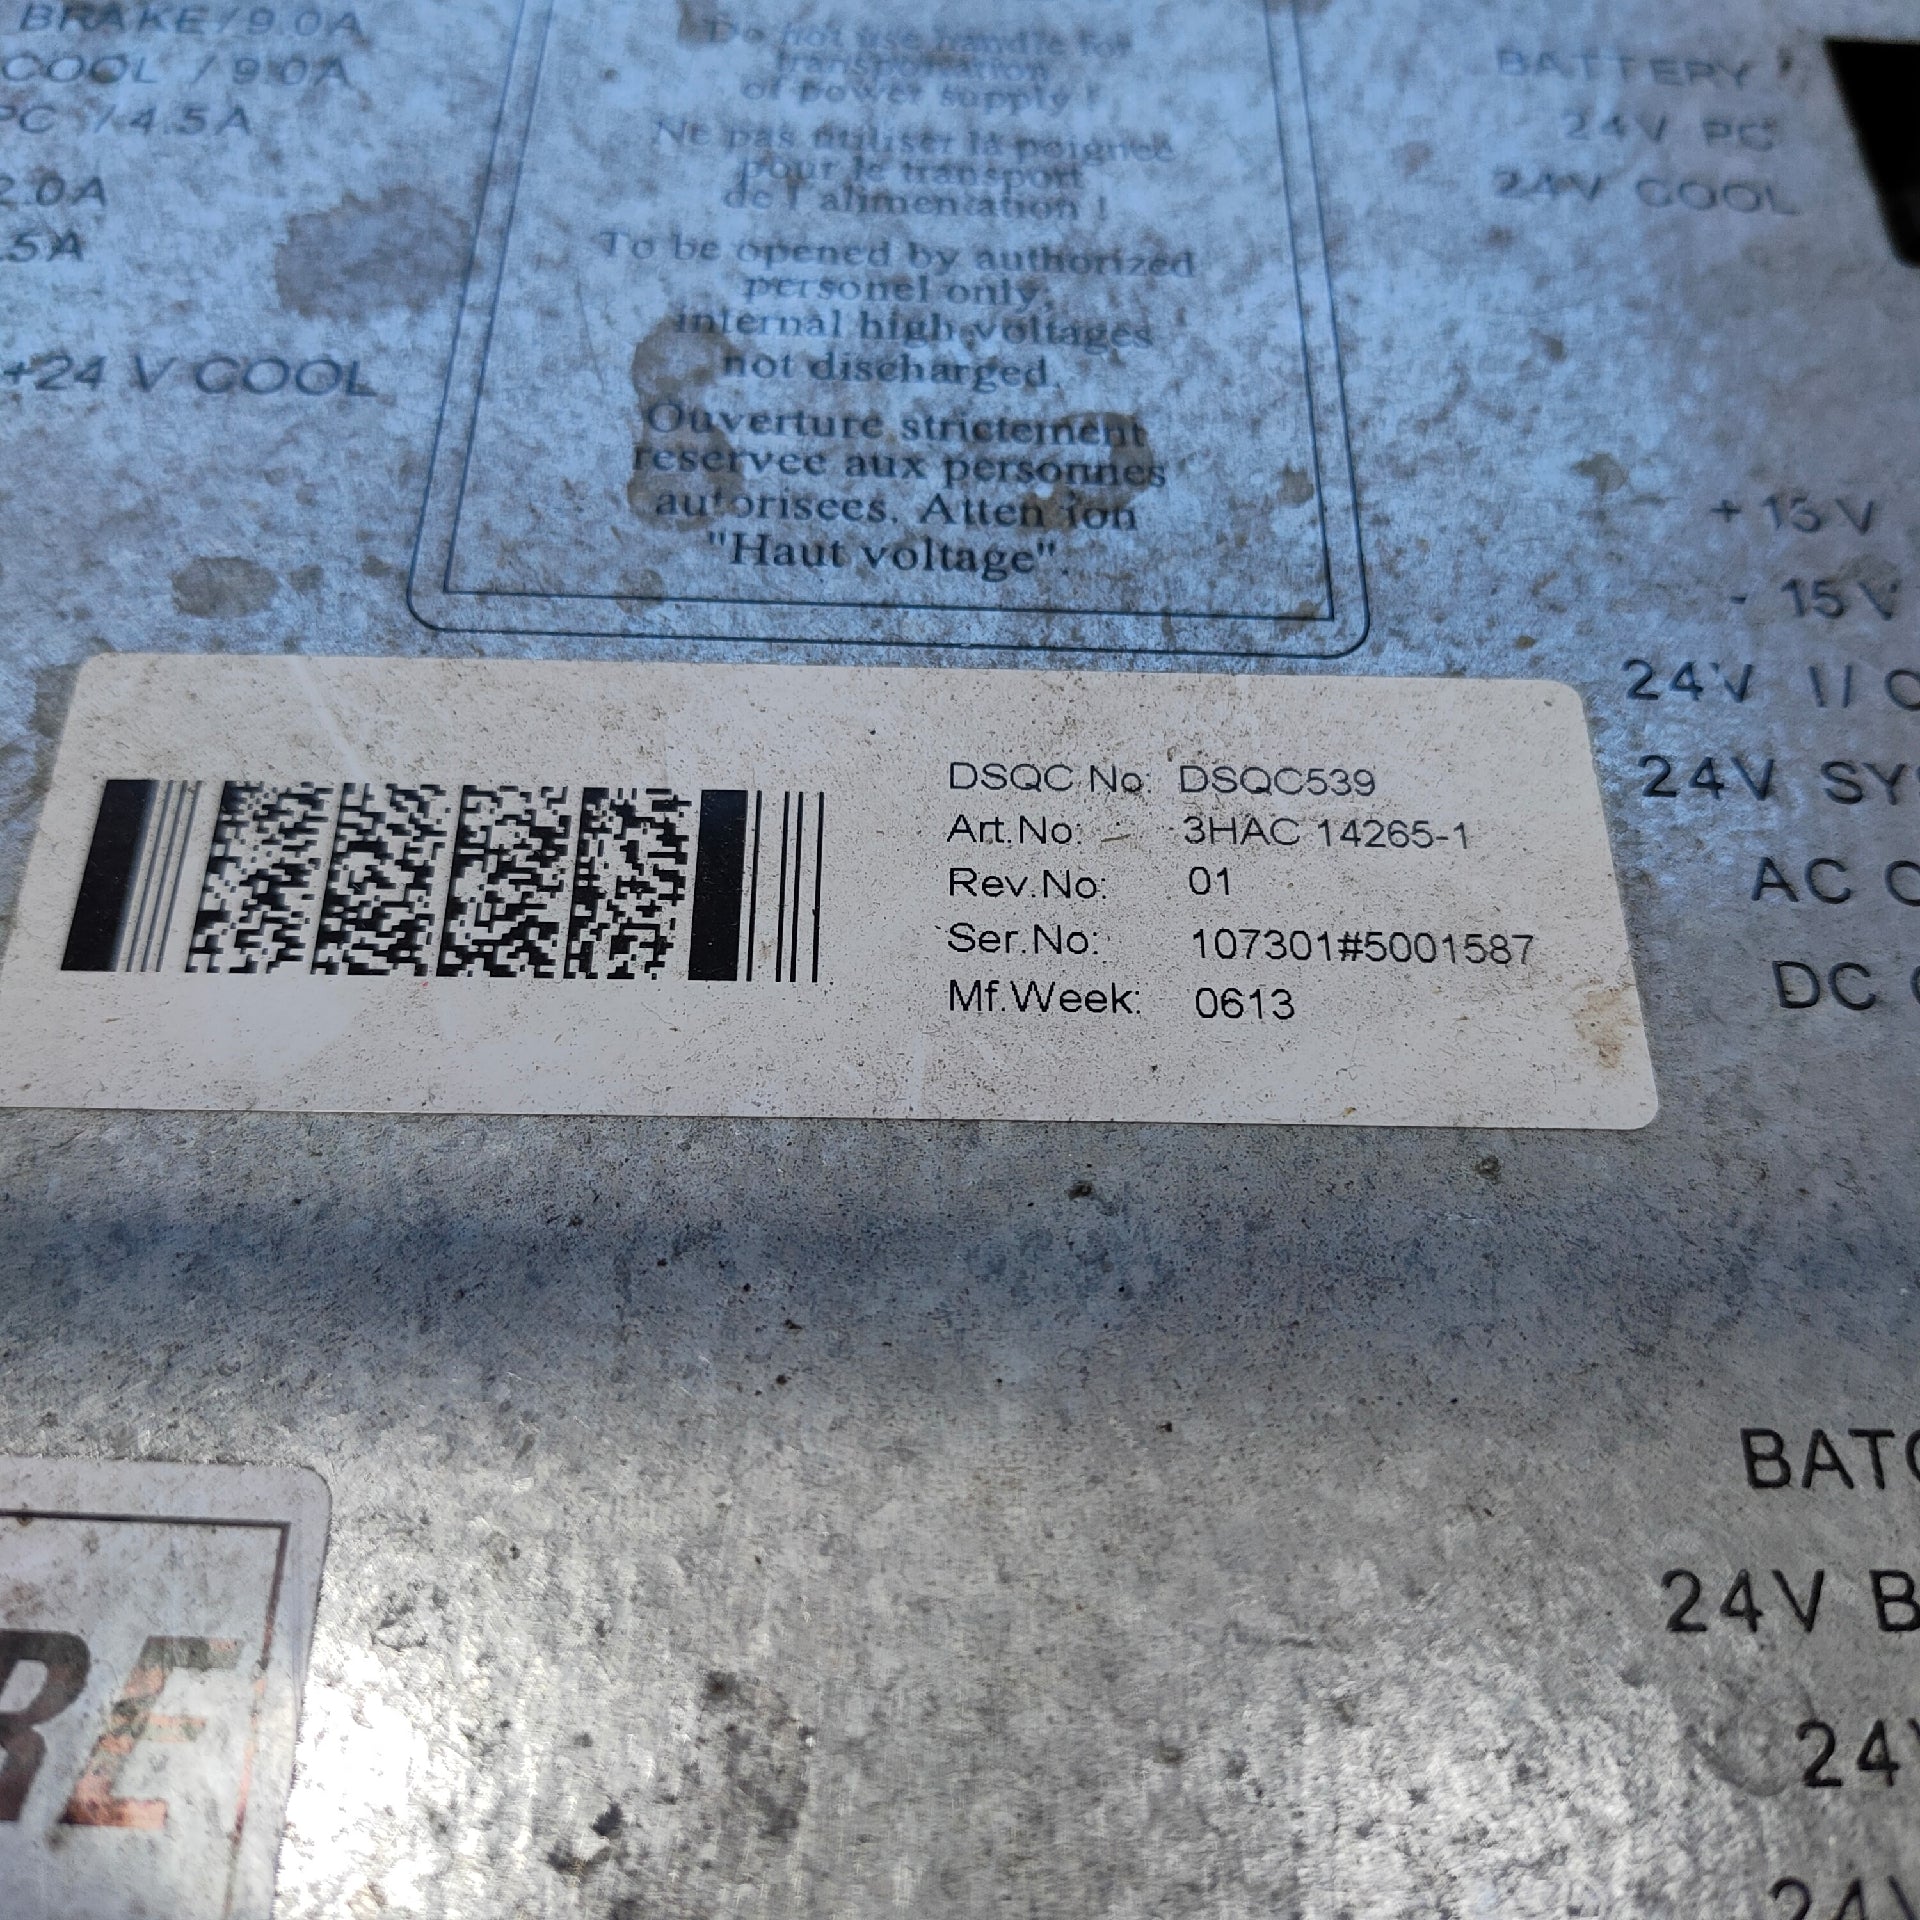 BRAKE/9.0A
COOL / 9.0A
PC / 4.5A
2.0A
.5A
+24 V COOL
Do not use handle for
transportation
of power supply !
Ne pas utiliser la poignee
pour le transport
de l'alimentation !
To be opened by authorized
personel only,
internal high voltages
not discharged.
Ouverture strictement
reservee aux personnes
autorisees. Attention
"Haut voltage".
BATTERY
24V PC
24V COOL
+ 15 V
- 15 V
24V I/O
24V SYS
AC
DC
DSQC No: DSQC539
Art.No: 3HAC 14265-1
Rev.No: 01
Ser.No: 107301#5001587
Mf.Week: 0613
RE
24V B
24V
24V